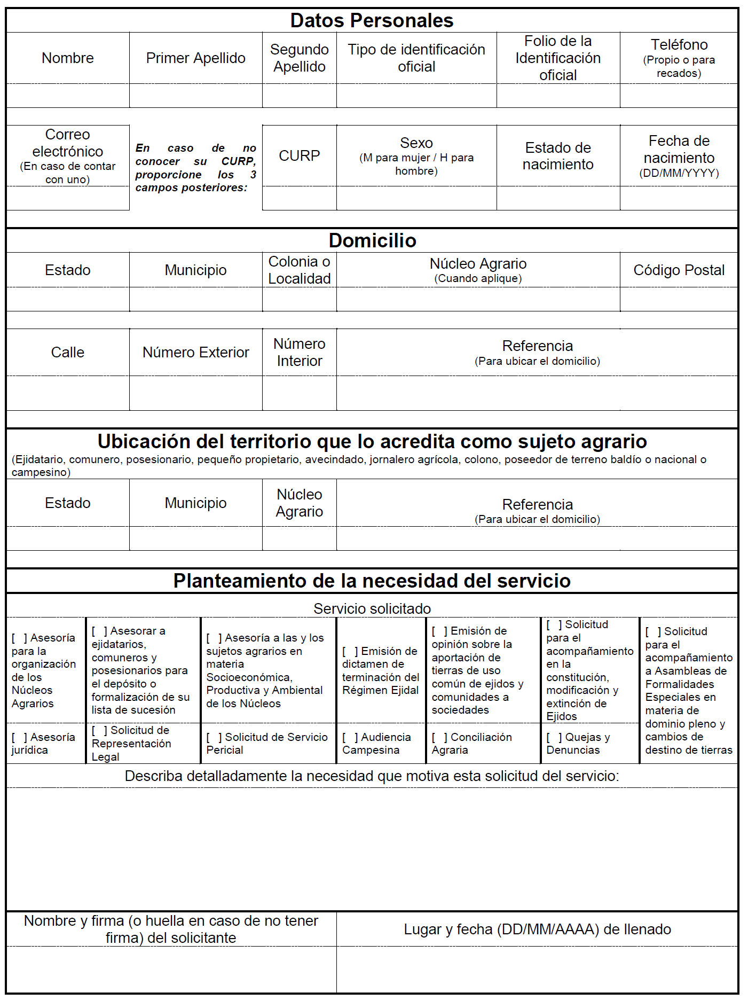 Datos Personales
Nombre
Primer Apellido
Segundo
Apellido
Tipo de identificación
oficial
Folio de la
Identificación
oficial
Teléfono
(Propio o para
recados)
Correo
electrónico
(En caso de contar
con uno)
En caso de no
conocer su CURP,
proporcione los 3
campos posteriores:
CURP
Sexo
(M para mujer / H para
hombre)
Estado de
nacimiento
Fecha de
nacimiento
(DD/MM/YYYY)
Domicilio
Estado
Municipio
Colonia o
Localidad
Núcleo Agrario
(Cuando aplique)
Código Postal
Calle
Número Exterior
Número
Interior
Referencia
(Para ubicar el domicilio)
Ubicación del territorio que lo acredita como sujeto agrario
(Ejidatario, comunero, posesionario, pequeño propietario, avecindado, jornalero agrícola, colono, poseedor de terreno baldío o nacional o
campesino)
Estado
Municipio
Núcleo
Agrario
Referencia
(Para ubicar el domicilio)
Planteamiento de la necesidad del servicio
Servicio solicitado
[ ] Asesoría
para la
organización
de los
Núcleos
Agrarios
[ ] Asesorar a
ejidatarios,
comuneros y
posesionarios para
el depósito o
formalización de su
lista de sucesión
[ ] Asesoría a las y los
sujetos agrarios en
materia
Socioeconómica,
Productiva y Ambiental
de los Núcleos
[ ] Emisión de
dictamen de
terminación del
Régimen Ejidal
[ ] Emisión de
opinión sobre la
aportación de
tierras de uso
común de ejidos y
comunidades a
sociedades
[ ] Solicitud
para el
acompañamiento
en la
constitución,
modificación y
extinción de
Ejidos
[ ] Solicitud
para el
acompañamiento
a Asambleas de
Formalidades
Especiales en
materia de
dominio pleno y
cambios de
destino de tierras
[ ] Asesoría
jurídica
[ ] Solicitud de
Representación
Legal
[ ] Solicitud de Servicio
Pericial
[ ] Audiencia
Campesina
[ ] Conciliación
Agraria
[ ] Quejas y
Denuncias
Describa detalladamente la necesidad que motiva esta solicitud del servicio:
Nombre y firma (o huella en caso de no tener
firma) del solicitante
Lugar y fecha (DD/MM/AAAA) de llenado